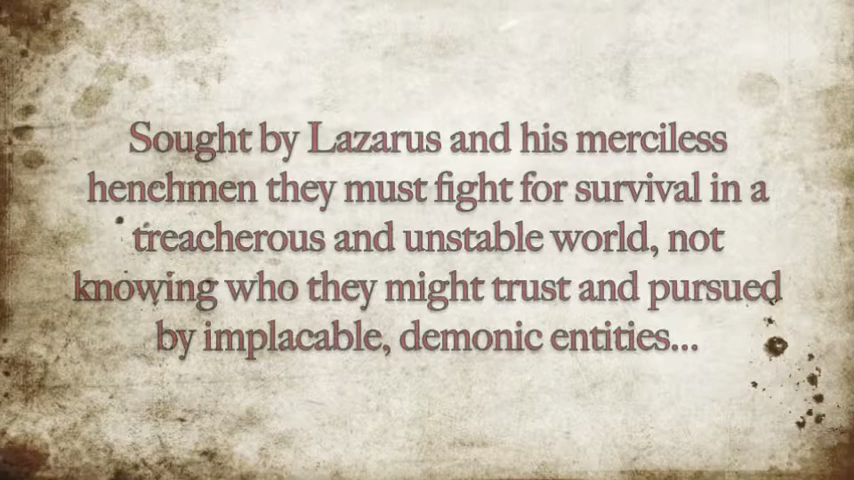 Sought by Lazarus and his merciless
henchmen they must fight for survival in a
treacherous and unstable world, not
knowing who they might trust and pursued
by implacable, demonic entities...